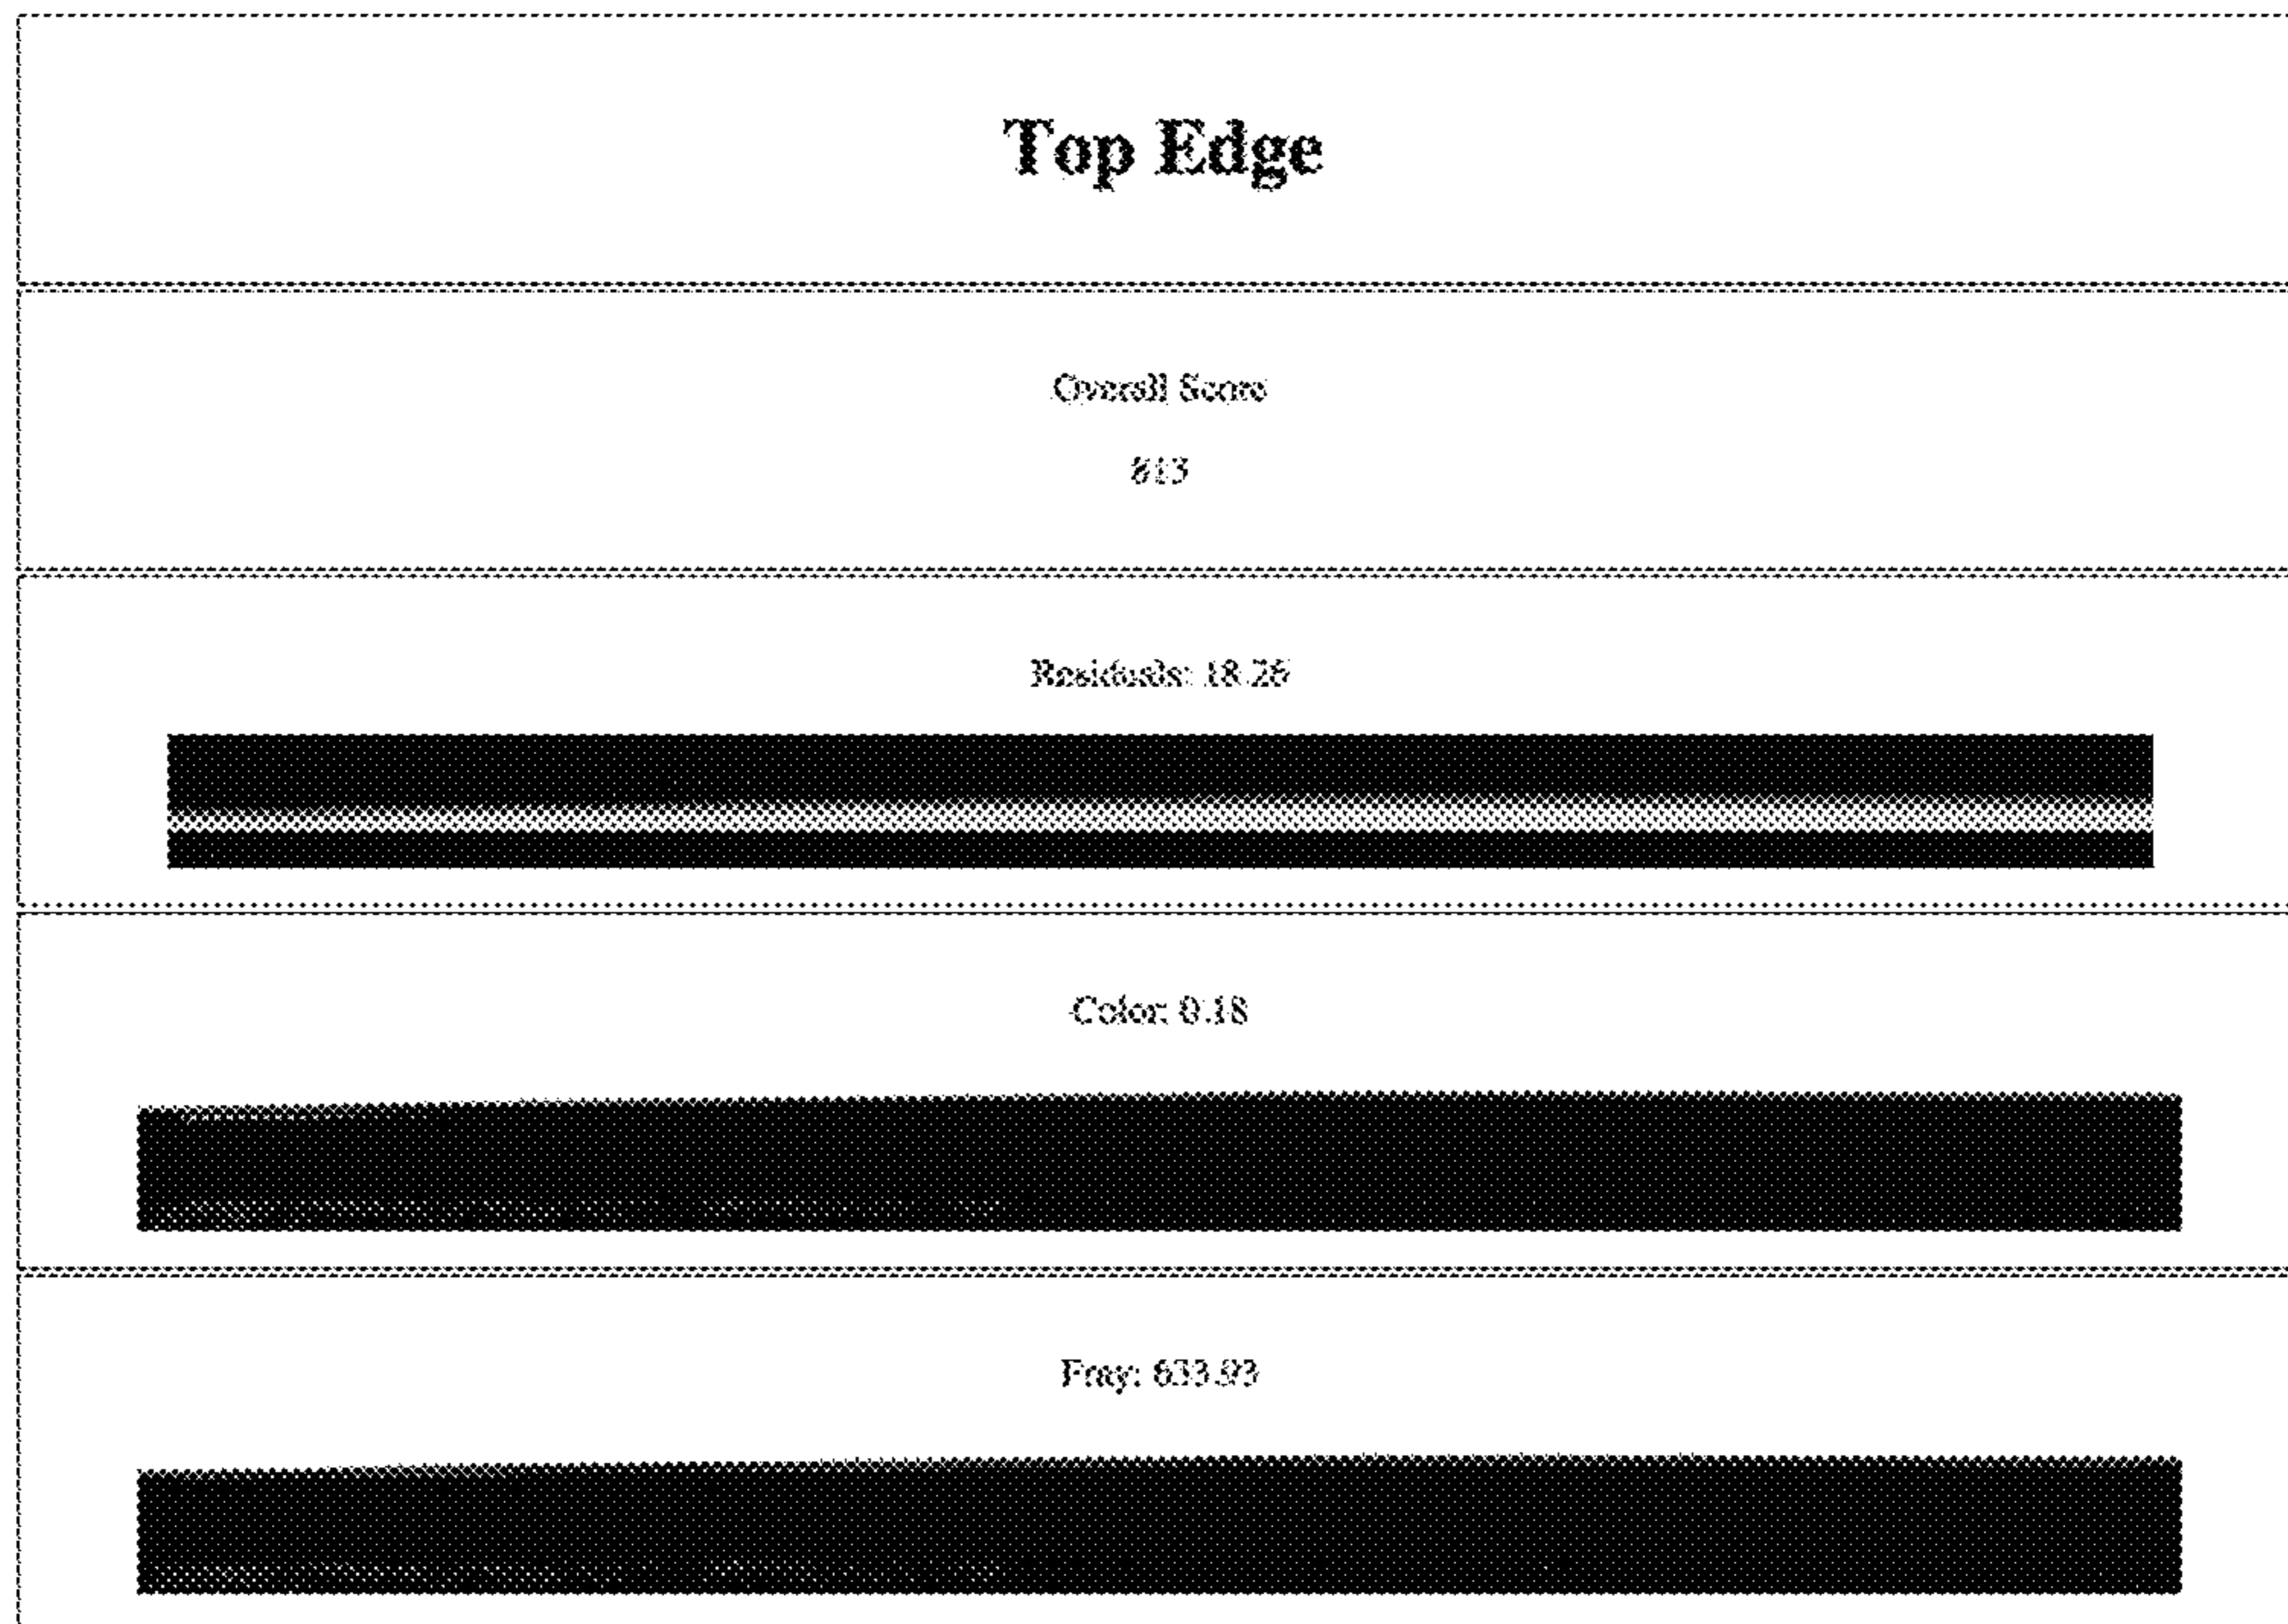 Top Edge
Overall Score
813
Residuals: 18.26
Color: 0.18
Fray: 633.93